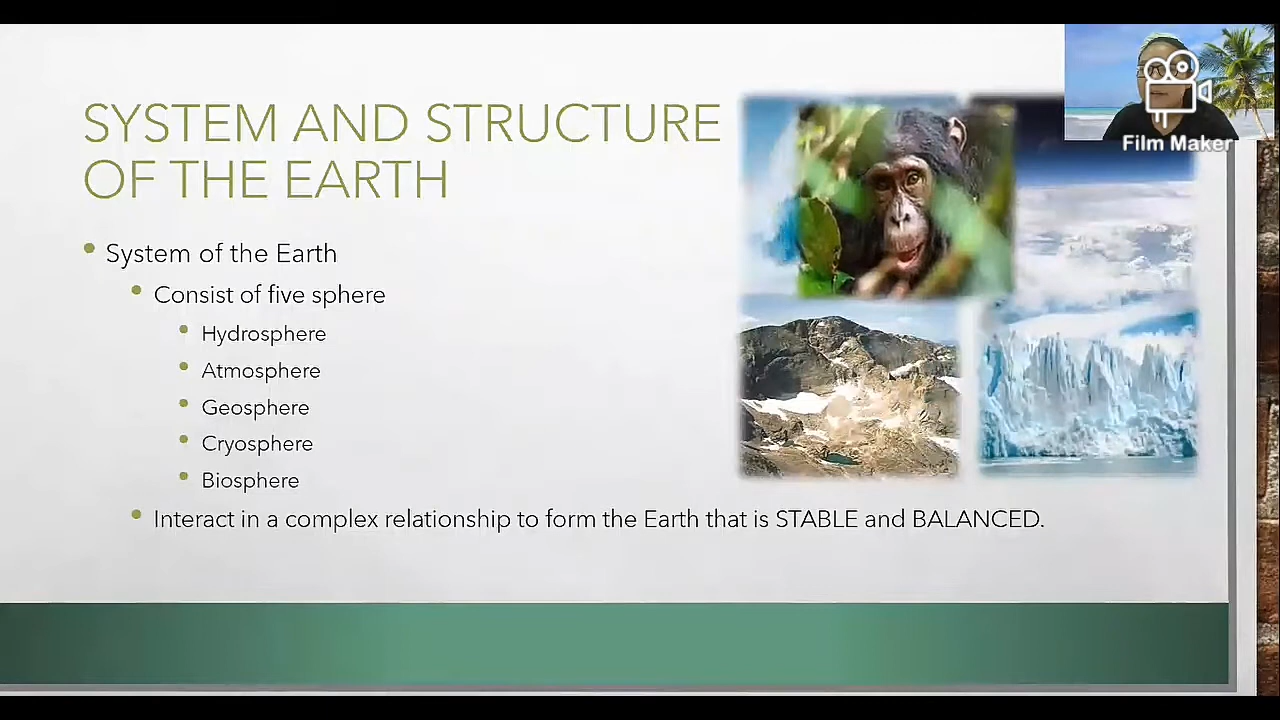 SYSTEM AND STRUCTURE
OF THE EARTH
Film Maker
System of the Earth
Consist of five sphere
Hydrosphere
Atmosphere
Geosphere
Cryosphere
Biosphere
Interact in a complex relationship to form the Earth that is STABLE and BALANCED.